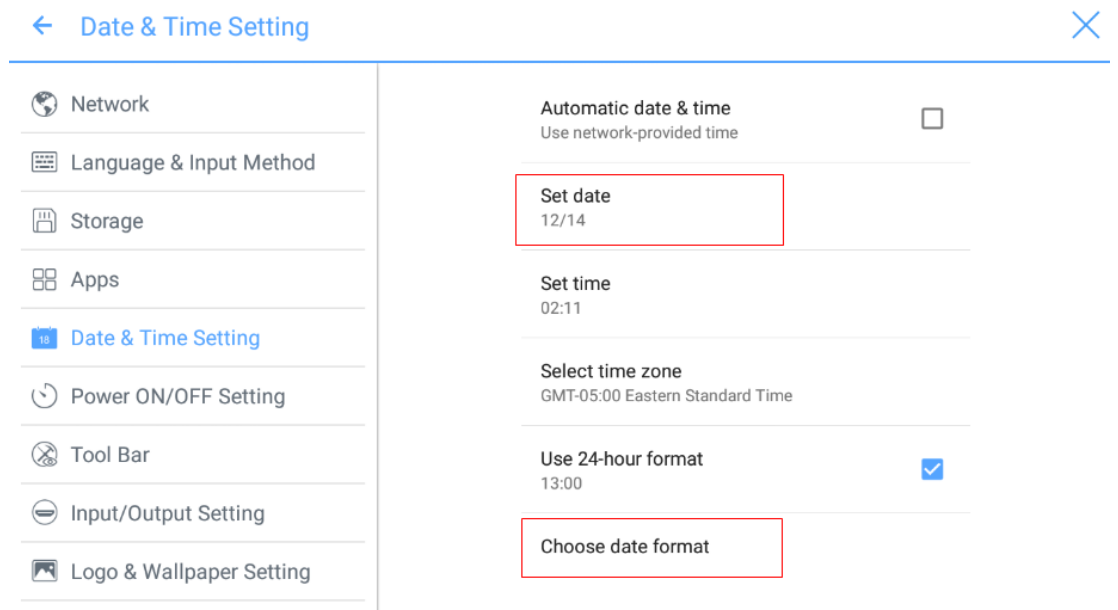 Date & Time Setting
Network
Language & Input Method
Storage
Apps
18
Date & Time Setting
Power ON/OFF Setting
Tool Bar
Input/Output Setting
Logo & Wallpaper Setting
Automatic date & time
Use network-provided time
Set date
12/14
Set time
02:11
Select time zone
GMT-05:00 Eastern Standard Time
Use 24-hour format
13:00
Choose date format